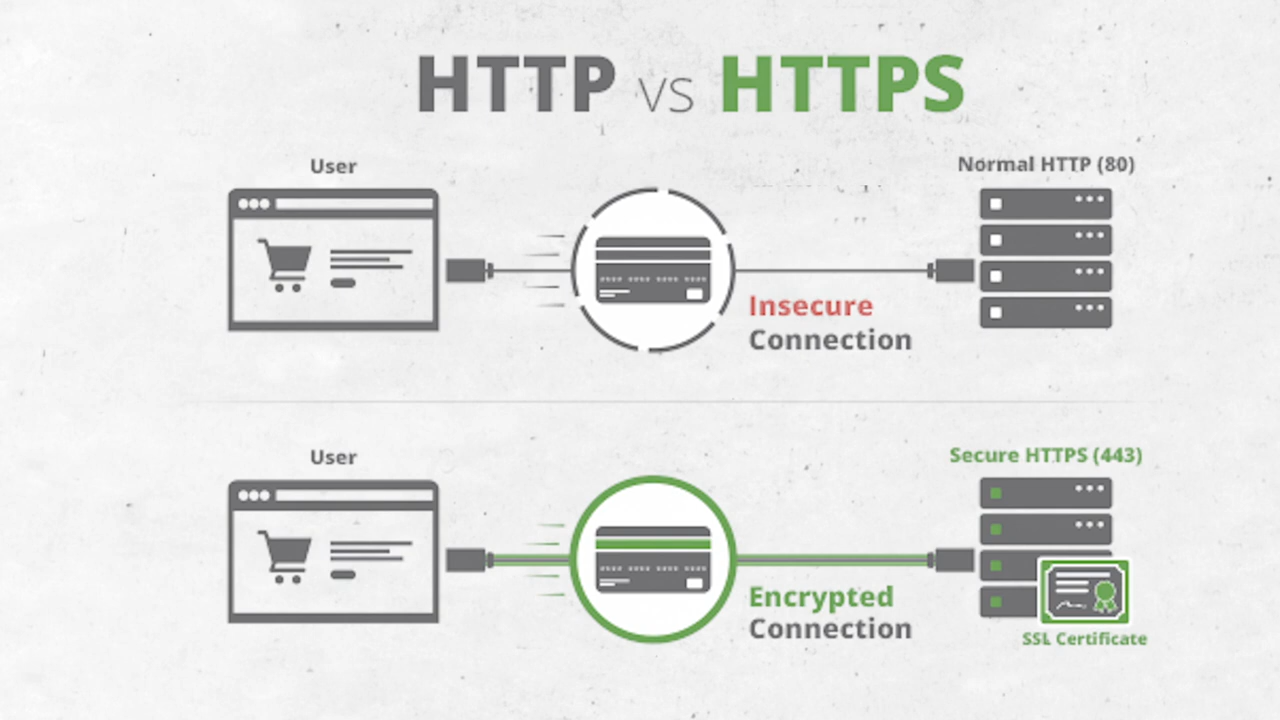 HTTP VS HTTPS
User
Normal HTTP (80)
Insecure
Connection
User
Secure HTTPS (443)
Encrypted
Connection
SSL Certificate